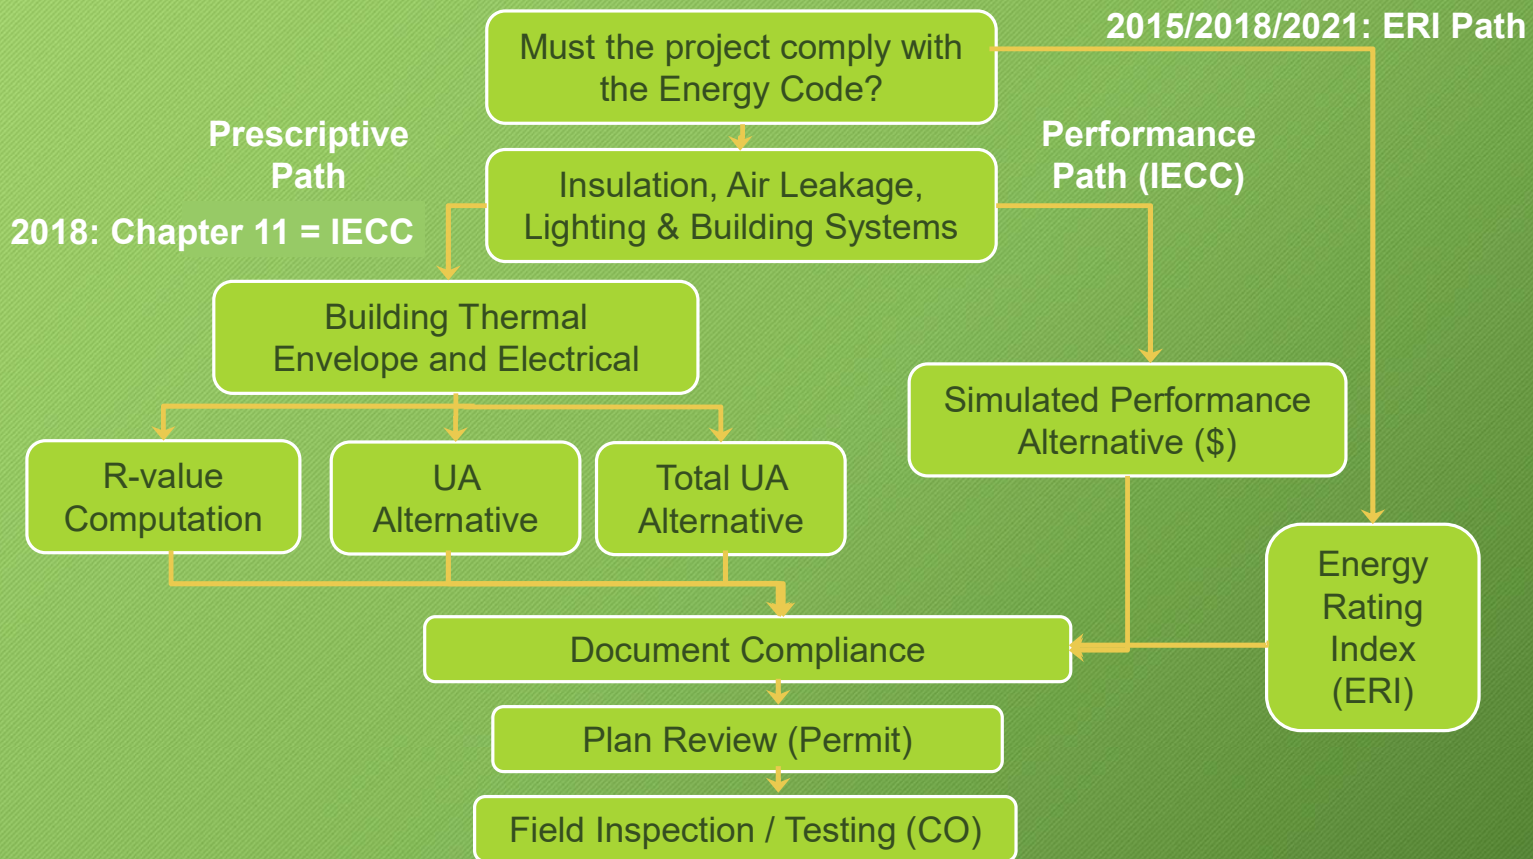 2015/2018/2021: ERI Path
Must the project comply with
the Energy Code?
Prescriptive
Path
2018: Chapter 11 = IECC
Performance
Path (IECC)
Insulation, Air Leakage,
Lighting & Building Systems
Building Thermal
Envelope and Electrical
Simulated Performance
Alternative ($)
R-value
Computation
UA
Alternative
Total UA
Alternative
Energy
Rating
Index
(ERI)
Document Compliance
Plan Review (Permit)
Field Inspection / Testing (CO)